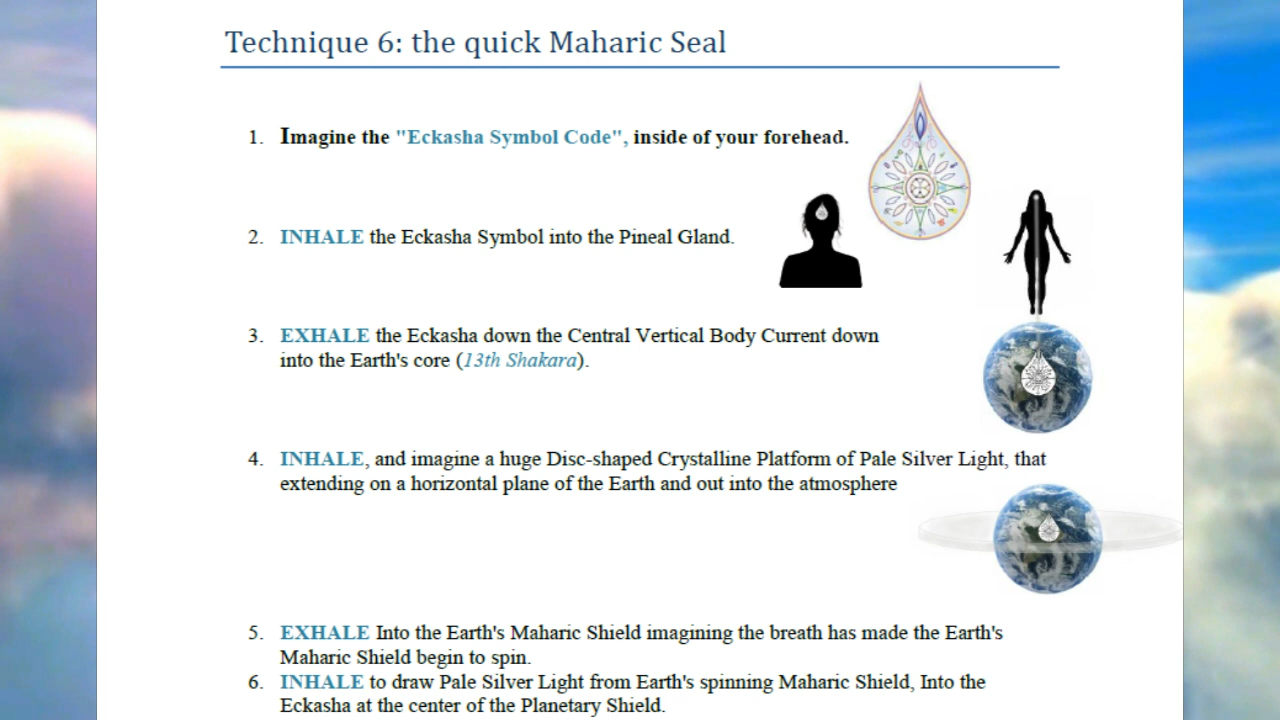 Technique 6: the quick Maharic Seal
1. Imagine the "Eckasha Symbol Code", inside of your forehead.
2. INHALE the Eckasha Symbol into the Pineal Gland.
3. EXHALE the Eckasha down the Central Vertical Body Current down
into the Earth's core (13th Shakara).
4. INHALE, and imagine a huge Disc-shaped Crystalline Platform of Pale Silver Light, that
extending on a horizontal plane of the Earth and out into the atmosphere
5. EXHALE Into the Earth's Maharic Shield imagining the breath has made the Earth's
Maharic Shield begin to spin.
6. INHALE to draw Pale Silver Light from Earth's spinning Maharic Shield, Into the
Eckasha at the center of the Planetary Shield.